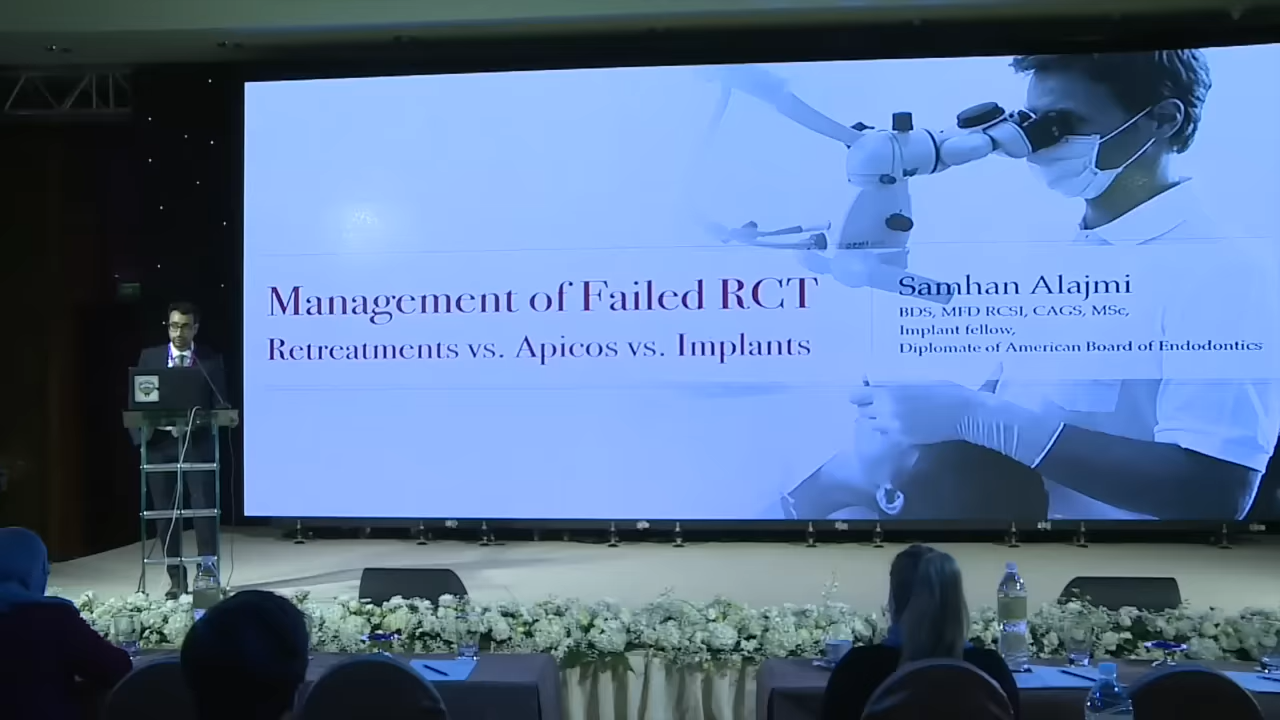 Management of Failed RCT
Retreatments vs. Apicos vs. Implants
Samhan Alajmi
BDS, MFD RCSI, CAGS, MSc,
Implant fellow,
Diplomate of American Board of Endodontics